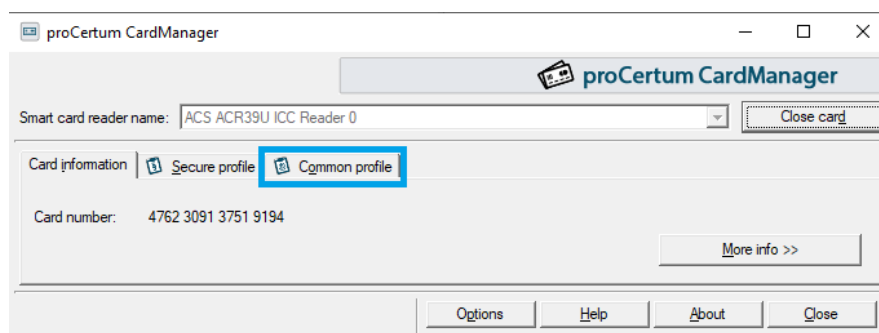 proCertum CardManager
proCertum CardManager
Smart card reader name: ACS ACR39U ICC Reader 0 Close card
Card information Secure profile Common profile
Card number: 4762 3091 3751 9194
More info >>
Options Help About Close